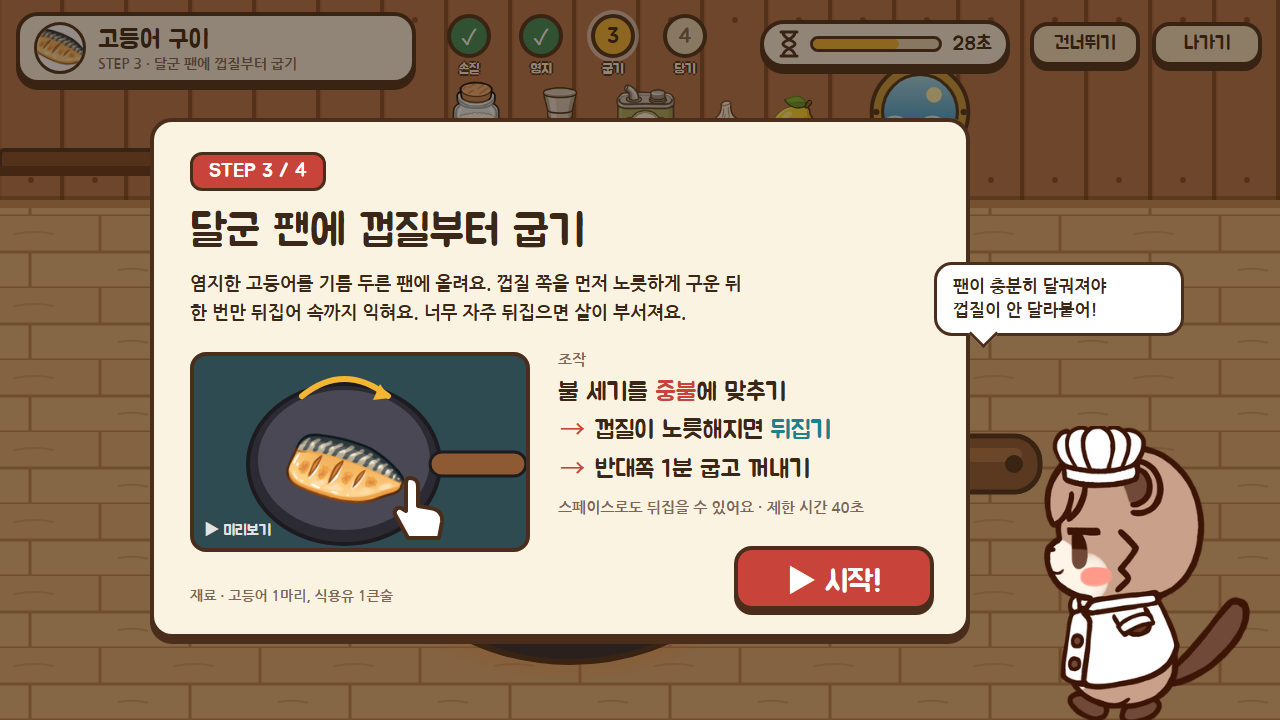 고등어 구이
STEP 3 · 달군 팬에 껍질부터 굽기
✓
✓
3
4
손질
염지
굽기
담기
28초
건너뛰기
나가기
STEP 3 / 4
달군 팬에 껍질부터 굽기
염지한 고등어를 기름 두른 팬에 올려요. 껍질 쪽을 먼저 노릇하게 구운 뒤
한 번만 뒤집어 속까지 익혀요. 너무 자주 뒤집으면 살이 부서져요.
팬이 충분히 달궈져야
껍질이 안 달라붙어!
조작
불 세기를 중불에 맞추기
→ 껍질이 노릇해지면 뒤집기
→ 반대쪽 1분 굽고 꺼내기
스페이스로도 뒤집을 수 있어요 · 제한 시간 40초
▶ 미리보기
재료 · 고등어 1마리, 식용유 1큰술
▶ 시작!